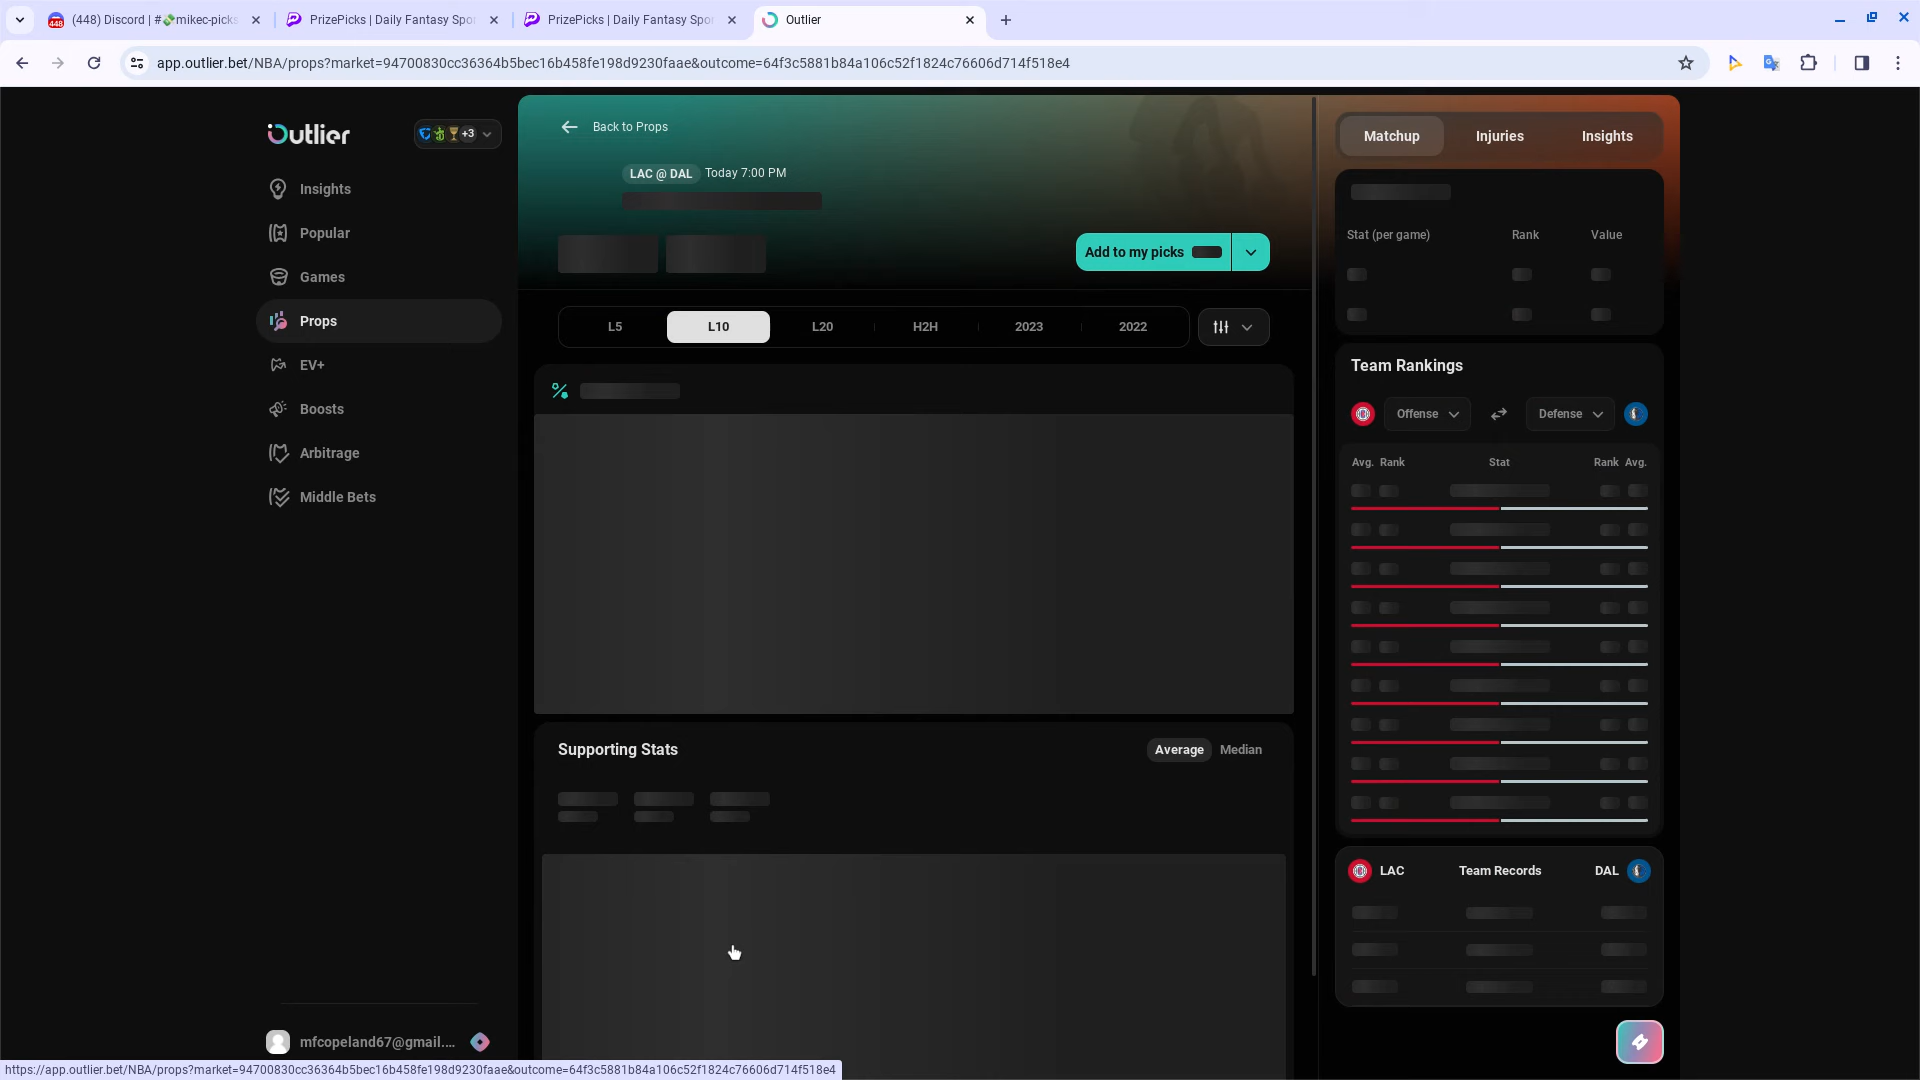 (448) Discord | #💸mikec-picks
PrizePicks | Daily Fantasy Spor
PrizePicks | Daily Fantasy Spor
Outlier
app.outlier.bet/NBA/props?market=94700830cc36364b5bec16b458fe198d9230faae&outcome=64f3c5881b84a106c52f1824c76606d714f518e4
Outlier
+3
Insights
Popular
Games
Props
EV+
Boosts
Arbitrage
Middle Bets
mfcopeland67@gmail....
Back to Props
LAC @ DAL Today 7:00 PM
Add to my picks
L5 L10 L20 H2H 2023 2022
Supporting Stats
Average Median
Matchup Injuries Insights
Stat (per game) Rank Value
Team Rankings
Offense Defense
Avg. Rank Stat Rank Avg.
LAC Team Records DAL
https://app.outlier.bet/NBA/props?market=94700830cc36364b5bec16b458fe198d9230faae&outcome=64f3c5881b84a106c52f1824c76606d714f518e4